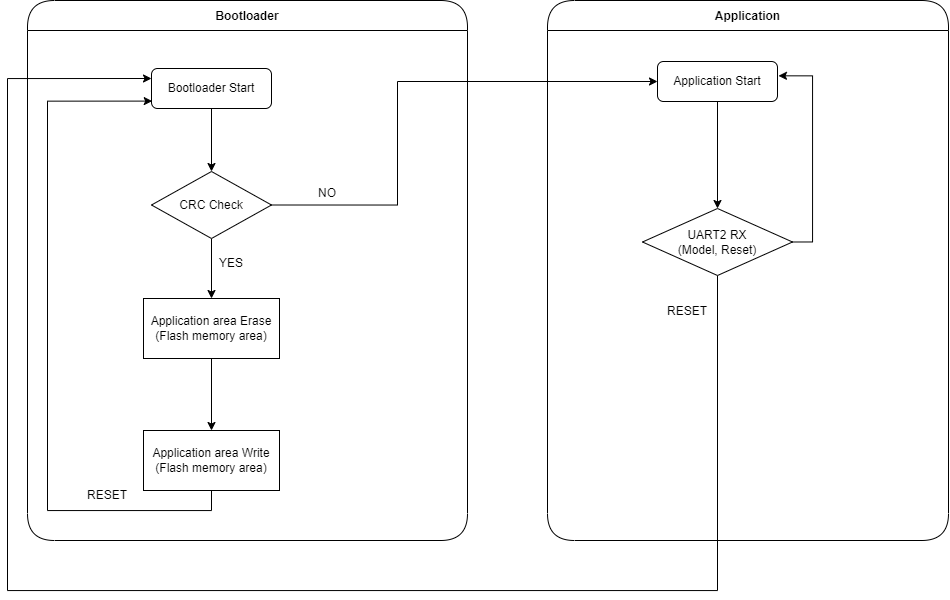 Bootloader
Application
Bootloader Start
Application Start
CRC Check
NO
UART2 RX
(Model, Reset)
YES
RESET
Application area Erase
(Flash memory area)
Application area Write
(Flash memory area)
RESET